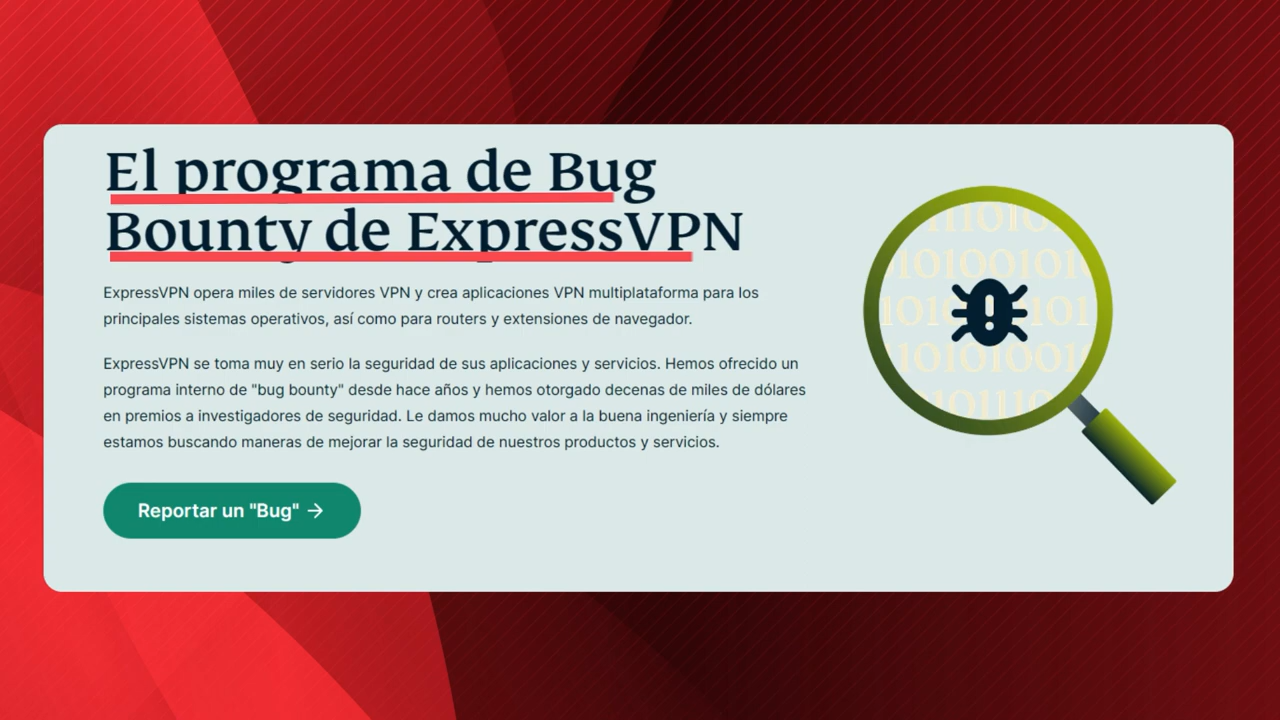 El programa de Bug
Bounty de ExpressVPN
ExpressVPN opera miles de servidores VPN y crea aplicaciones VPN multiplataforma para los
principales sistemas operativos, así como para routers y extensiones de navegador.
ExpressVPN se toma muy en serio la seguridad de sus aplicaciones y servicios. Hemos ofrecido un
programa interno de "bug bounty" desde hace años y hemos otorgado decenas de miles de dólares
en premios a investigadores de seguridad. Le damos mucho valor a la buena ingeniería y siempre
estamos buscando maneras de mejorar la seguridad de nuestros productos y servicios.
Reportar un "Bug" →